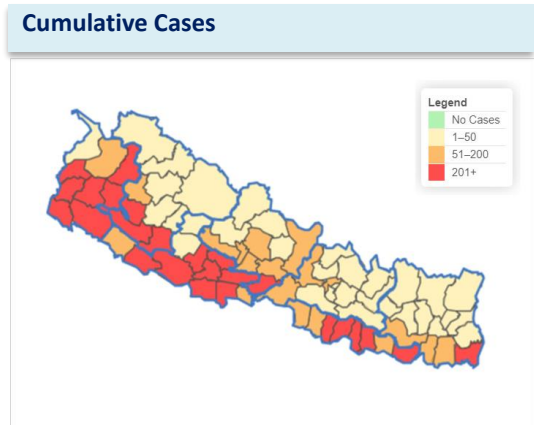 Cumulative Cases
Legend
No Cases
1–50
51–200
201+